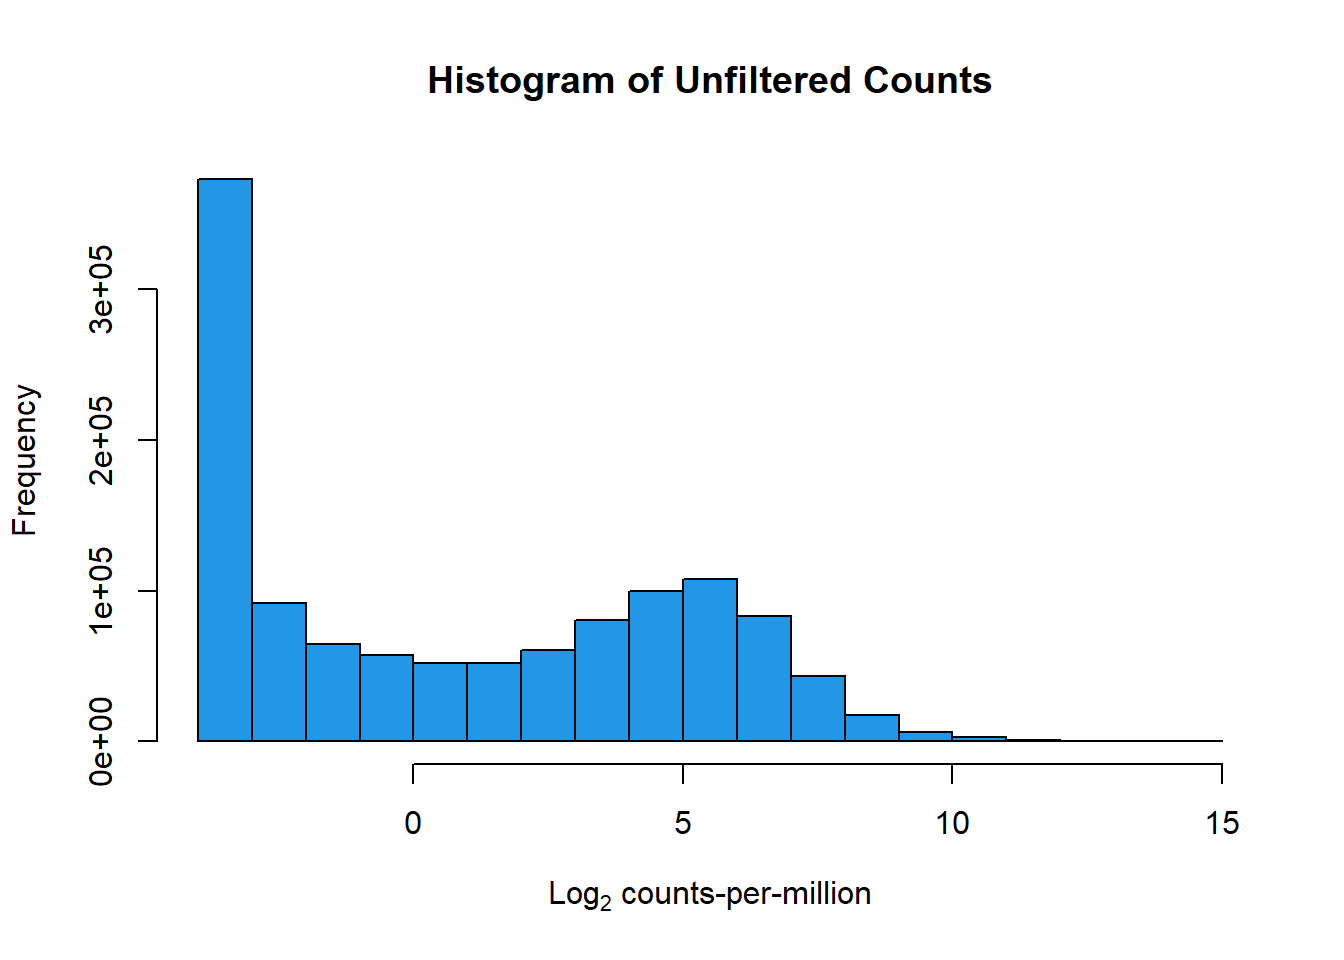 Histogram of Unfiltered Counts
Frequency
3e+05
2e+05
1e+05
0e+00
0 5 10 15
Log₂ counts-per-million